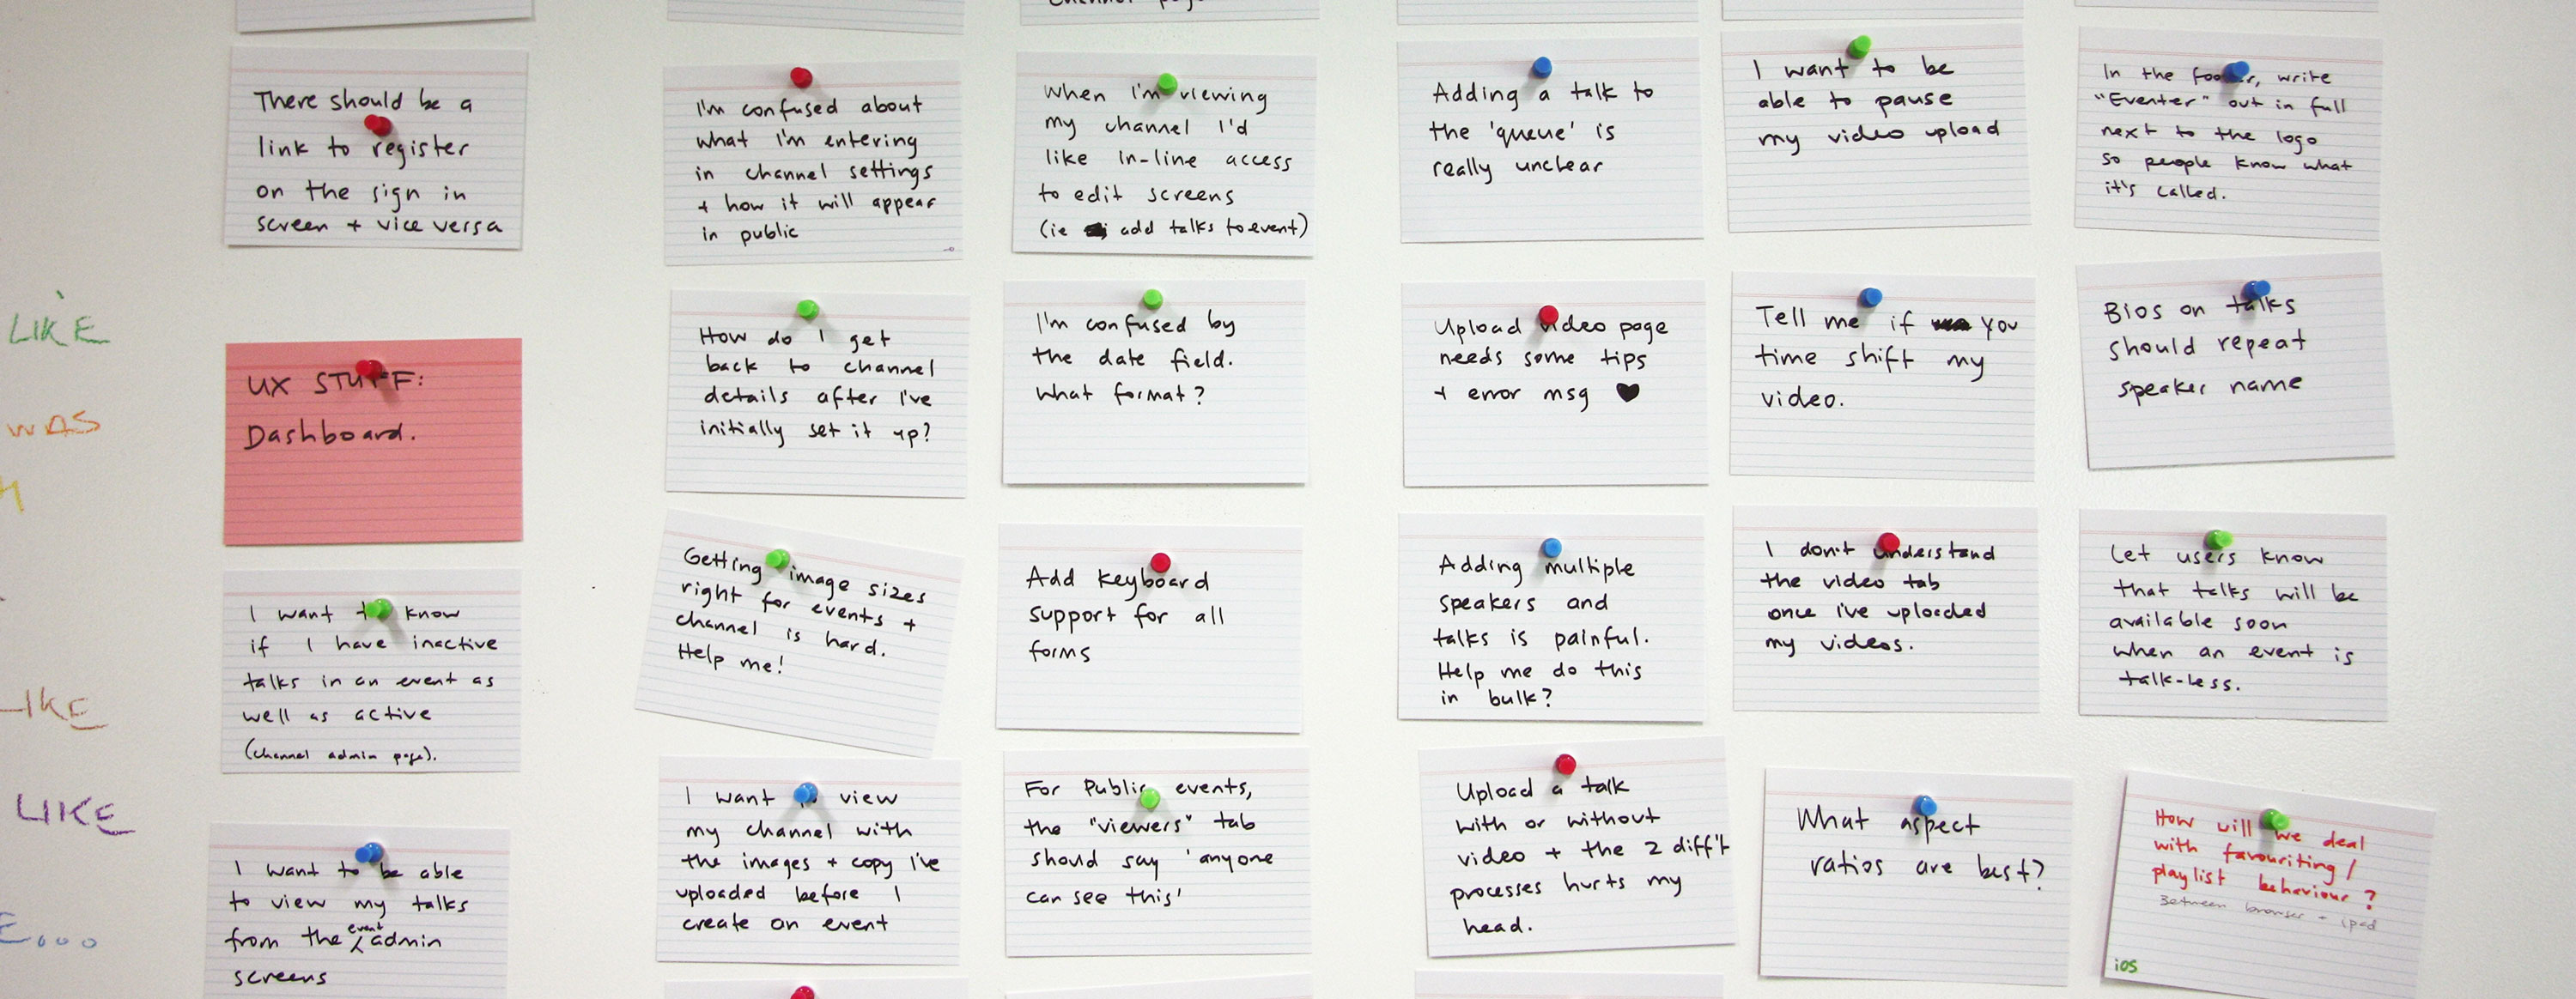 There should be a
link to register
on the sign in
screen + vice versa
UX STUFF:
Dashboard.
I want to know
if I have inactive
talks in an event as
well as active
(channel admin page).
I want to be able
to view my talks
from the event admin
screens
I'm confused about
what I'm entering
in channel settings
+ how it will appear
in public
How do I get
back to channel
details after I've
initially set it up?
Getting image sizes
right for events +
channel is hard.
Help me!
I want to view
my channel with
the images + copy I've
uploaded before I
create an event
When I'm viewing
my channel I'd
like in-line access
to edit screens
(ie add talks to event)
I'm confused by
the date field.
What format?
Add keyboard
support for all
forms
For Public events,
the "viewers" tab
should say 'anyone
can see this'
Adding a talk to
the 'queue' is
really unclear
Upload video page
needs some tips
+ error msg ♥
Adding multiple
speakers and
talks is painful.
Help me do this
in bulk?
Upload a talk
with or without
video + the 2 diff't
processes hurts my
head.
I want to be
able to pause
my video upload
Tell me if you
time shift my
video.
I don't understand
the video tab
once I've uploaded
my videos.
What aspect
ratios are best?
In the footer, write
"Eventer" out in full
next to the logo
so people know what
it's called.
Bios on talks
should repeat
speaker name
Let users know
that talks will be
available soon
when an event is
talk-less.
How will we deal
with favouriting /
playlist behaviour?
Between browser + ipad
iOS
LIKE
WAS
LIKE
LIKE